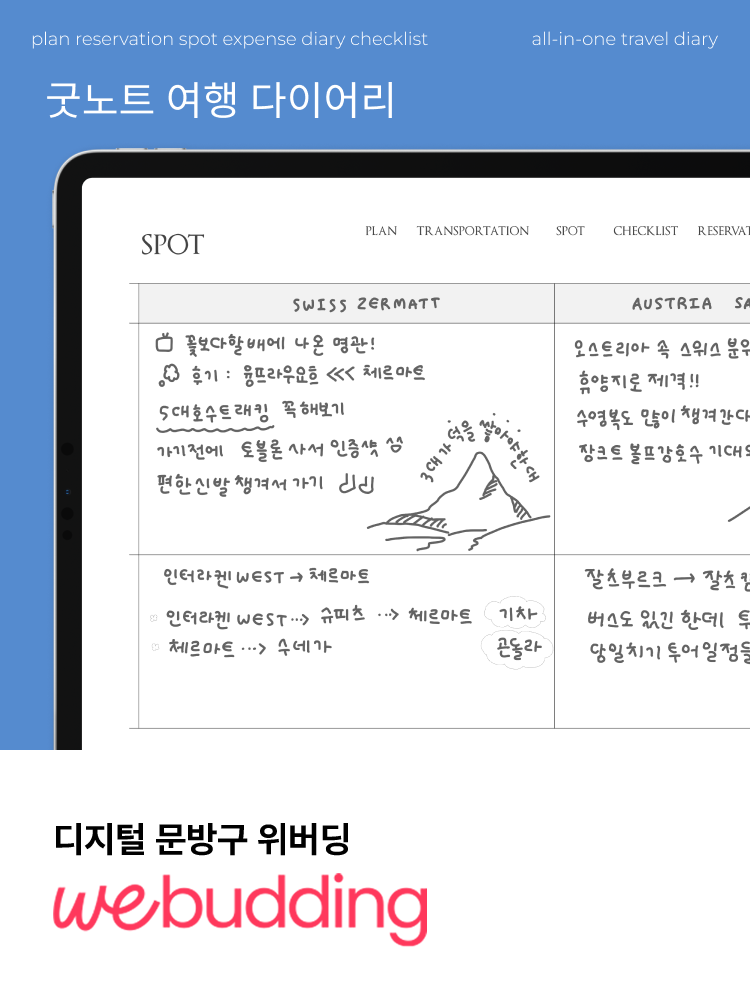 plan reservation spot expense diary checklist
all-in-one travel diary
굿노트 여행 다이어리
SPOT
PLAN TRANSPORTATION SPOT CHECKLIST RESERVAT
SWISS ZERMATT
꽃보다할배에 나온 명관!
후기 : 융프라우요흐 <<< 체르마트
5대호수트래킹 꼭 해보기
가기전에 토블론 사서 인증샷
편한신발 챙겨서 가기
3대가 덕을 쌓아야한대
AUSTRIA SA
오스트리아 속 스위스 분위
휴양지로 제격!!
수영복도 많이 챙겨간다
장크트 볼프강호수 기대
인터라켄 WEST → 체르마트
인터라켄 WEST ···> 슈피츠 ···> 체르마트 기차
체르마트 ···> 수네가 곤돌라
잘츠부르크 → 잘츠캄
버스도 있긴 한데 투
당일치기 투어일정들
디지털 문방구 위버딩
webudding